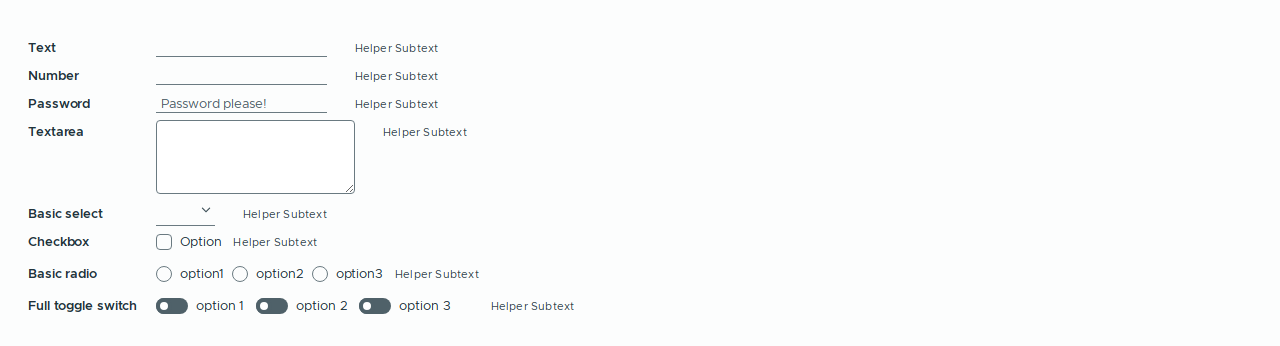 Text Helper Subtext
Number Helper Subtext
Password Password please! Helper Subtext
Textarea Helper Subtext
Basic select Helper Subtext
Checkbox Option Helper Subtext
Basic radio option1 option2 option3 Helper Subtext
Full toggle switch option 1 option 2 option 3 Helper Subtext